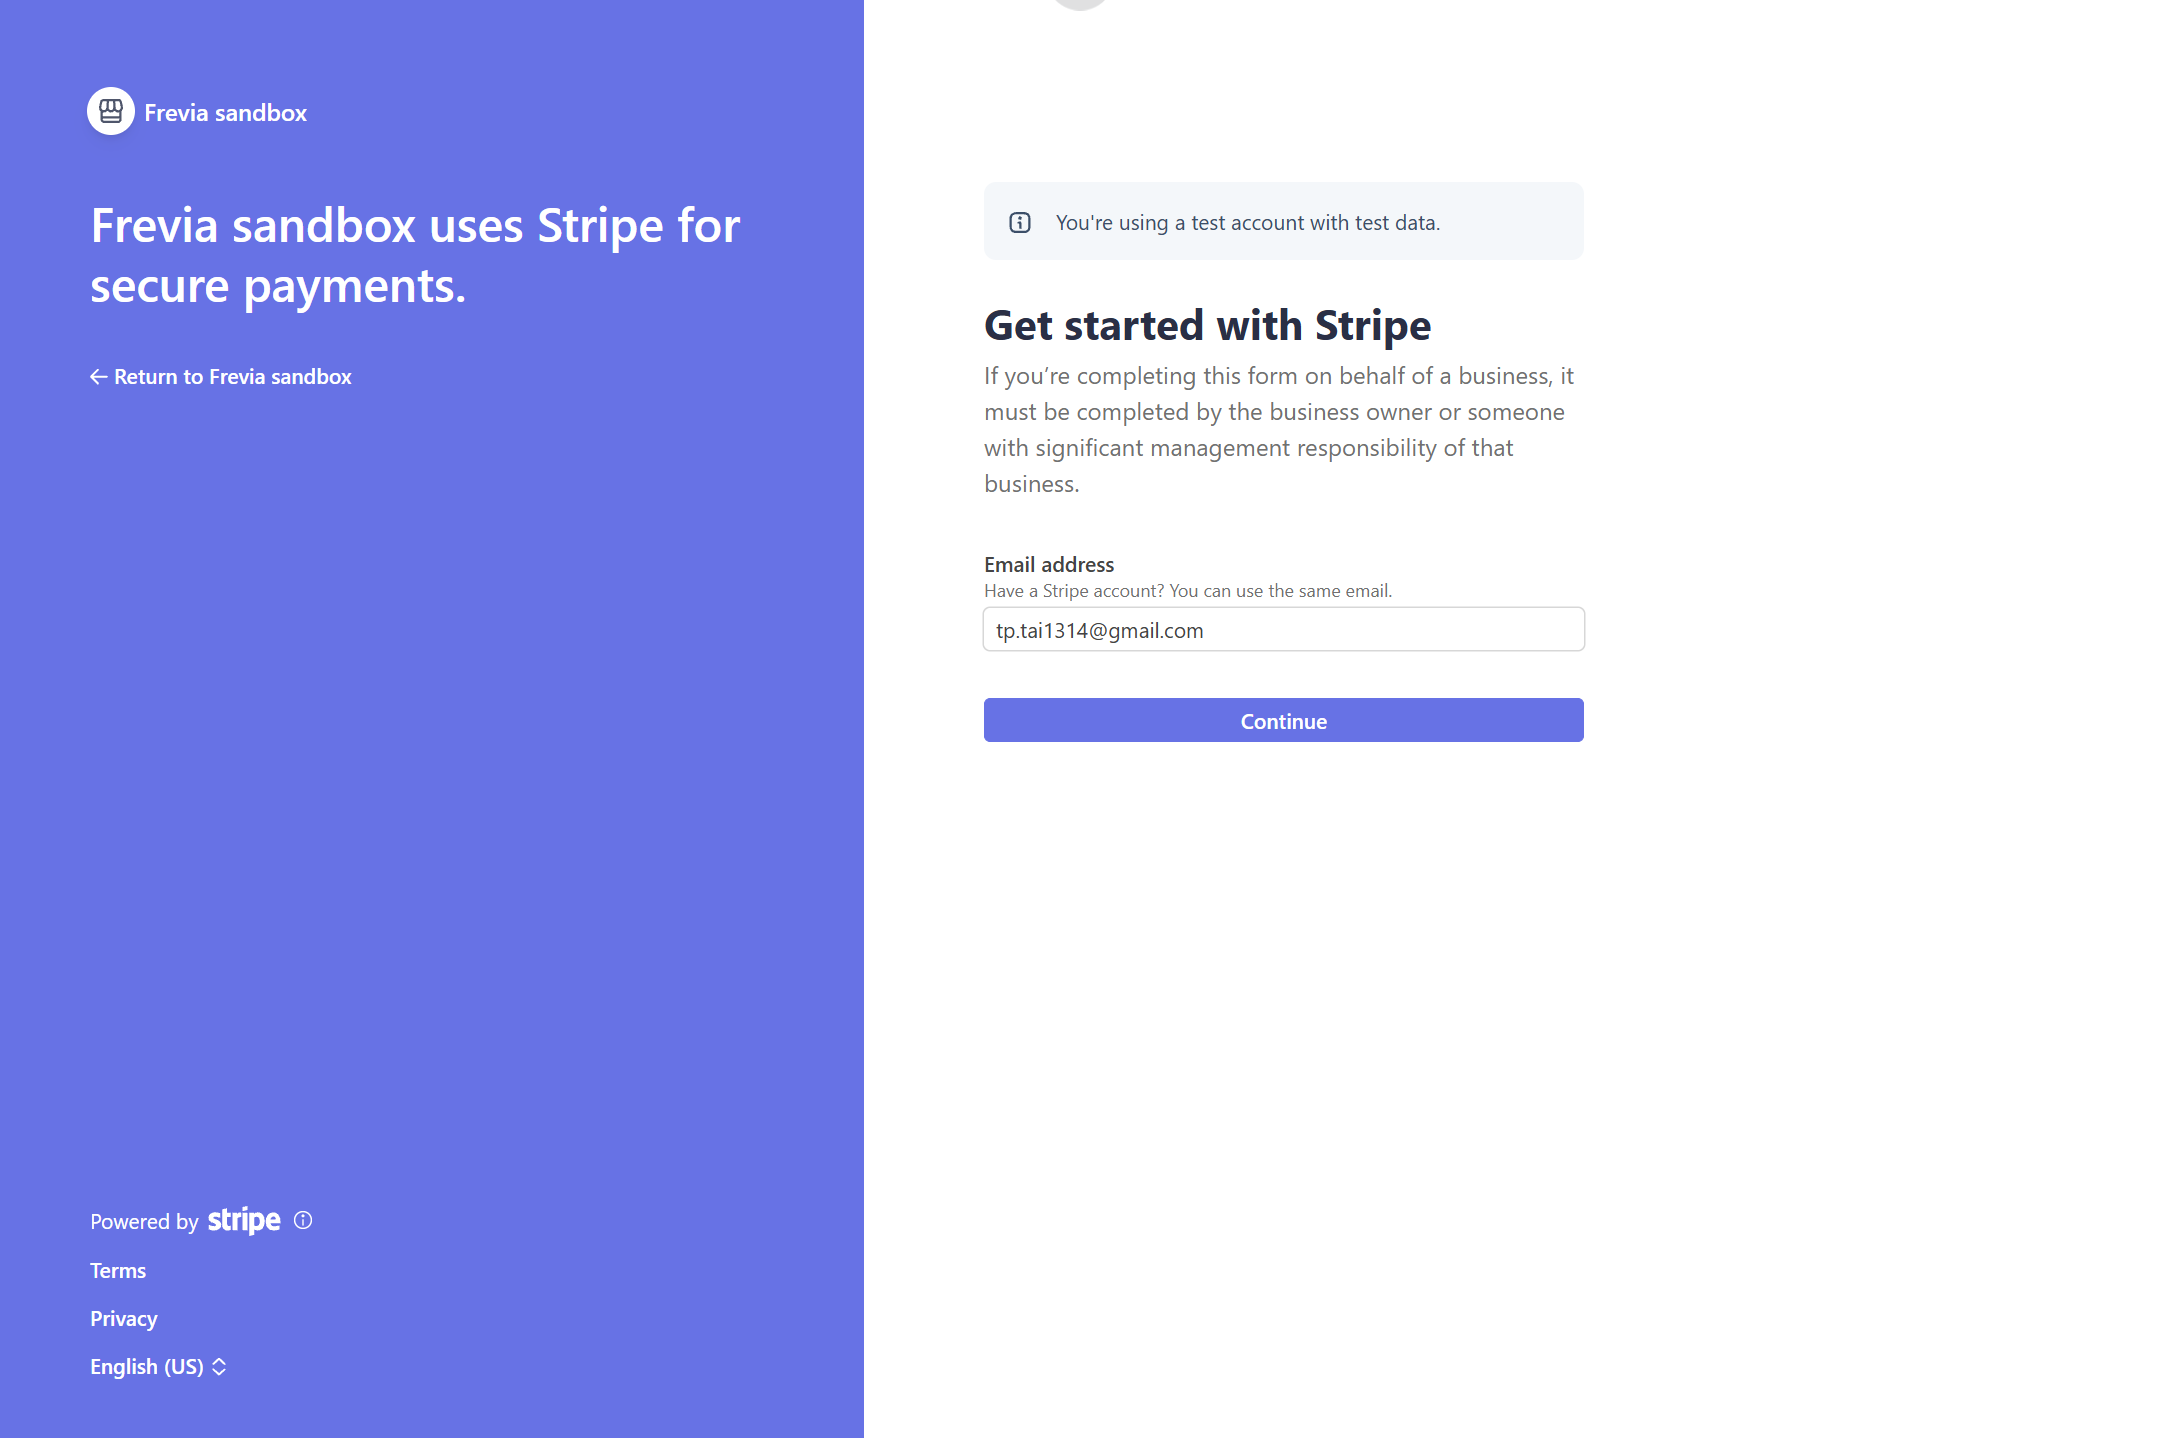 Frevia sandbox
Frevia sandbox uses Stripe for
secure payments.
Return to Frevia sandbox
Powered by stripe
Terms
Privacy
English (US)
You're using a test account with test data.
Get started with Stripe
If you’re completing this form on behalf of a business, it
must be completed by the business owner or someone
with significant management responsibility of that
business.
Email address
Have a Stripe account? You can use the same email.
tp.tai1314@gmail.com
Continue